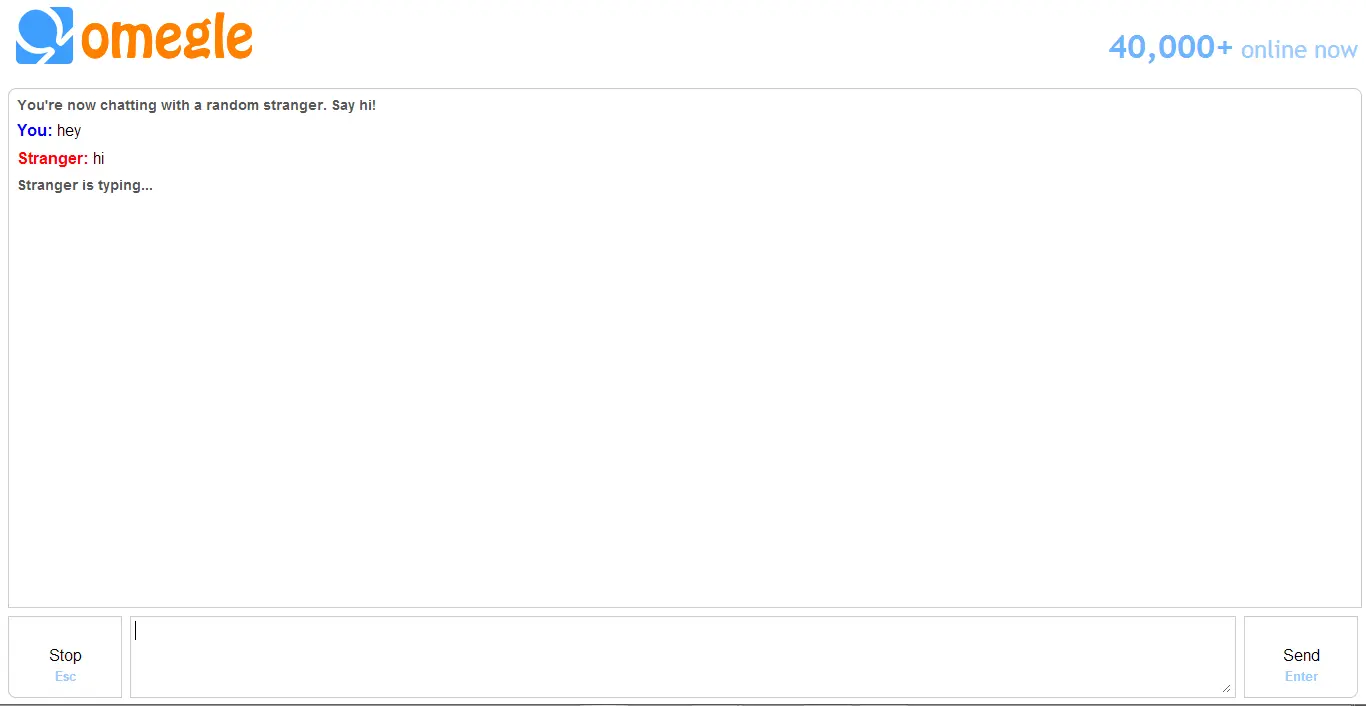 omegle
40,000+ online now
You're now chatting with a random stranger. Say hi!
You: hey
Stranger: hi
Stranger is typing...
Stop
Esc
Send
Enter